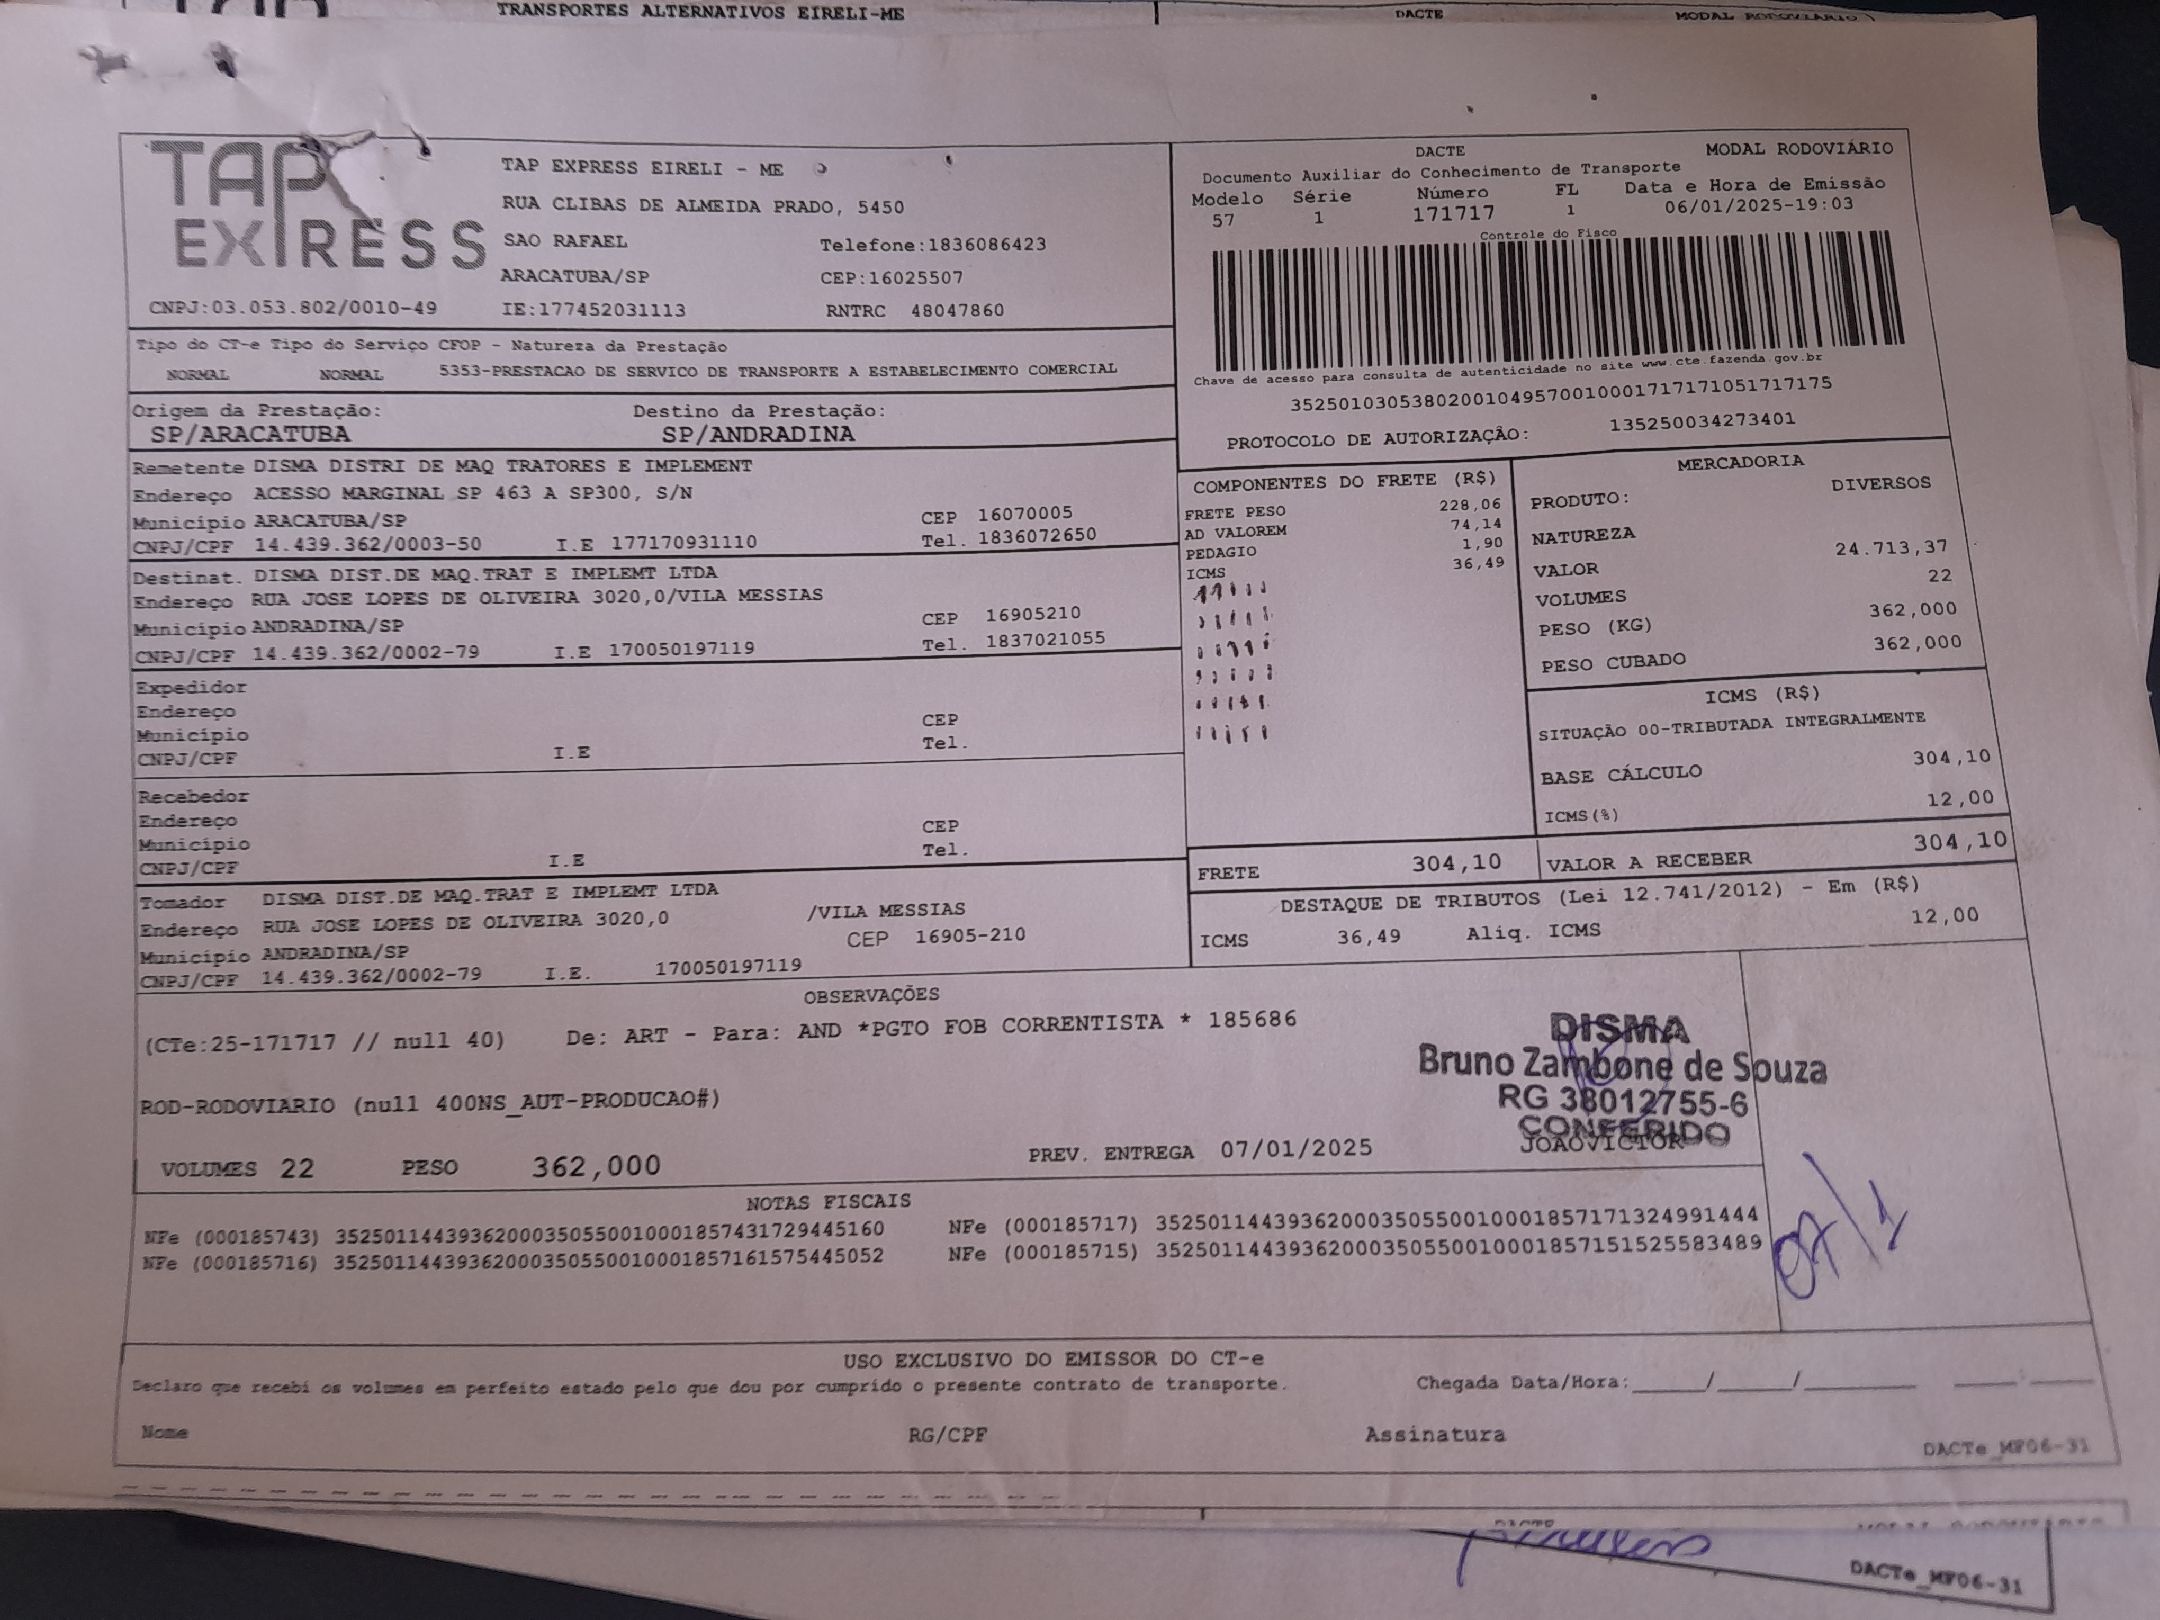 TRANSPORTES ALTERNATIVOS EIRELI-ME
DACTE
MODAL RODOVIARIO
TAP EXPRESS
TAP EXPRESS EIRELI - ME
RUA CLIBAS DE ALMEIDA PRADO, 5450
SAO RAFAEL Telefone:1836086423
ARACATUBA/SP CEP:16025507
CNPJ:03.053.802/0010-49 IE:177452031113 RNTRC 48047860
DACTE MODAL RODOVIÁRIO
Documento Auxiliar do Conhecimento de Transporte
Modelo Série Número FL Data e Hora de Emissão
57 1 171717 1 06/01/2025-19:03
Controle do Fisco
Chave de acesso para consulta de autenticidade no site www.cte.fazenda.gov.br
35250103053802001049570010001717171051717175
PROTOCOLO DE AUTORIZAÇÃO: 135250034273401
Tipo do CT-e Tipo do Serviço CFOP - Natureza da Prestação
NORMAL NORMAL 5353-PRESTACAO DE SERVICO DE TRANSPORTE A ESTABELECIMENTO COMERCIAL
Origem da Prestação: Destino da Prestação:
SP/ARACATUBA SP/ANDRADINA
Remetente DISMA DISTRI DE MAQ TRATORES E IMPLEMENT
Endereço ACESSO MARGINAL SP 463 A SP300, S/N
Município ARACATUBA/SP CEP 16070005
CNPJ/CPF 14.439.362/0003-50 I.E 177170931110 Tel. 1836072650
Destinat. DISMA DIST.DE MAQ.TRAT E IMPLEMT LTDA
Endereço RUA JOSE LOPES DE OLIVEIRA 3020,0/VILA MESSIAS
Município ANDRADINA/SP CEP 16905210
CNPJ/CPF 14.439.362/0002-79 I.E 170050197119 Tel. 1837021055
Expedidor
Endereço
Município CEP
CNPJ/CPF I.E Tel.
Recebedor
Endereço
Município CEP
CNPJ/CPF I.E Tel.
Tomador DISMA DIST.DE MAQ.TRAT E IMPLEMT LTDA
Endereço RUA JOSE LOPES DE OLIVEIRA 3020,0 /VILA MESSIAS
Município ANDRADINA/SP CEP 16905-210
CNPJ/CPF 14.439.362/0002-79 I.E. 170050197119
COMPONENTES DO FRETE (R$)
FRETE PESO 228,06
AD VALOREM 74,14
PEDAGIO 1,90
ICMS 36,49
MERCADORIA
PRODUTO: DIVERSOS
NATUREZA
VALOR 24.713,37
VOLUMES 22
PESO (KG) 362,000
PESO CUBADO 362,000
ICMS (R$)
SITUAÇÃO 00-TRIBUTADA INTEGRALMENTE
BASE CÁLCULO 304,10
ICMS(%) 12,00
FRETE 304,10 VALOR A RECEBER 304,10
DESTAQUE DE TRIBUTOS (Lei 12.741/2012) - Em (R$)
ICMS 36,49 Aliq. ICMS 12,00
OBSERVAÇÕES
(CTe:25-171717 // null 40) De: ART - Para: AND *PGTO FOB CORRENTISTA * 185686
ROD-RODOVIARIO (null 400NS_AUT-PRODUCAO#)
DISMA
Bruno Zambone de Souza
RG 38012755-6
CONFERIDO
JOAOVICTOR
VOLUMES 22 PESO 362,000 PREV. ENTREGA 07/01/2025
NOTAS FISCAIS
NFe (000185743) 35250114439362000350550010001857431729445160 NFe (000185717) 35250114439362000350550010001857171324991444
NFe (000185716) 35250114439362000350550010001857161575445052 NFe (000185715) 35250114439362000350550010001857151525583489
07/1
USO EXCLUSIVO DO EMISSOR DO CT-e
Declaro que recebi os volumes em perfeito estado pelo que dou por cumprido o presente contrato de transporte. Chegada Data/Hora:_____/_____/_______ ____:____
Nome RG/CPF Assinatura
DACTe_MF06-31
DACTe_MF06-31